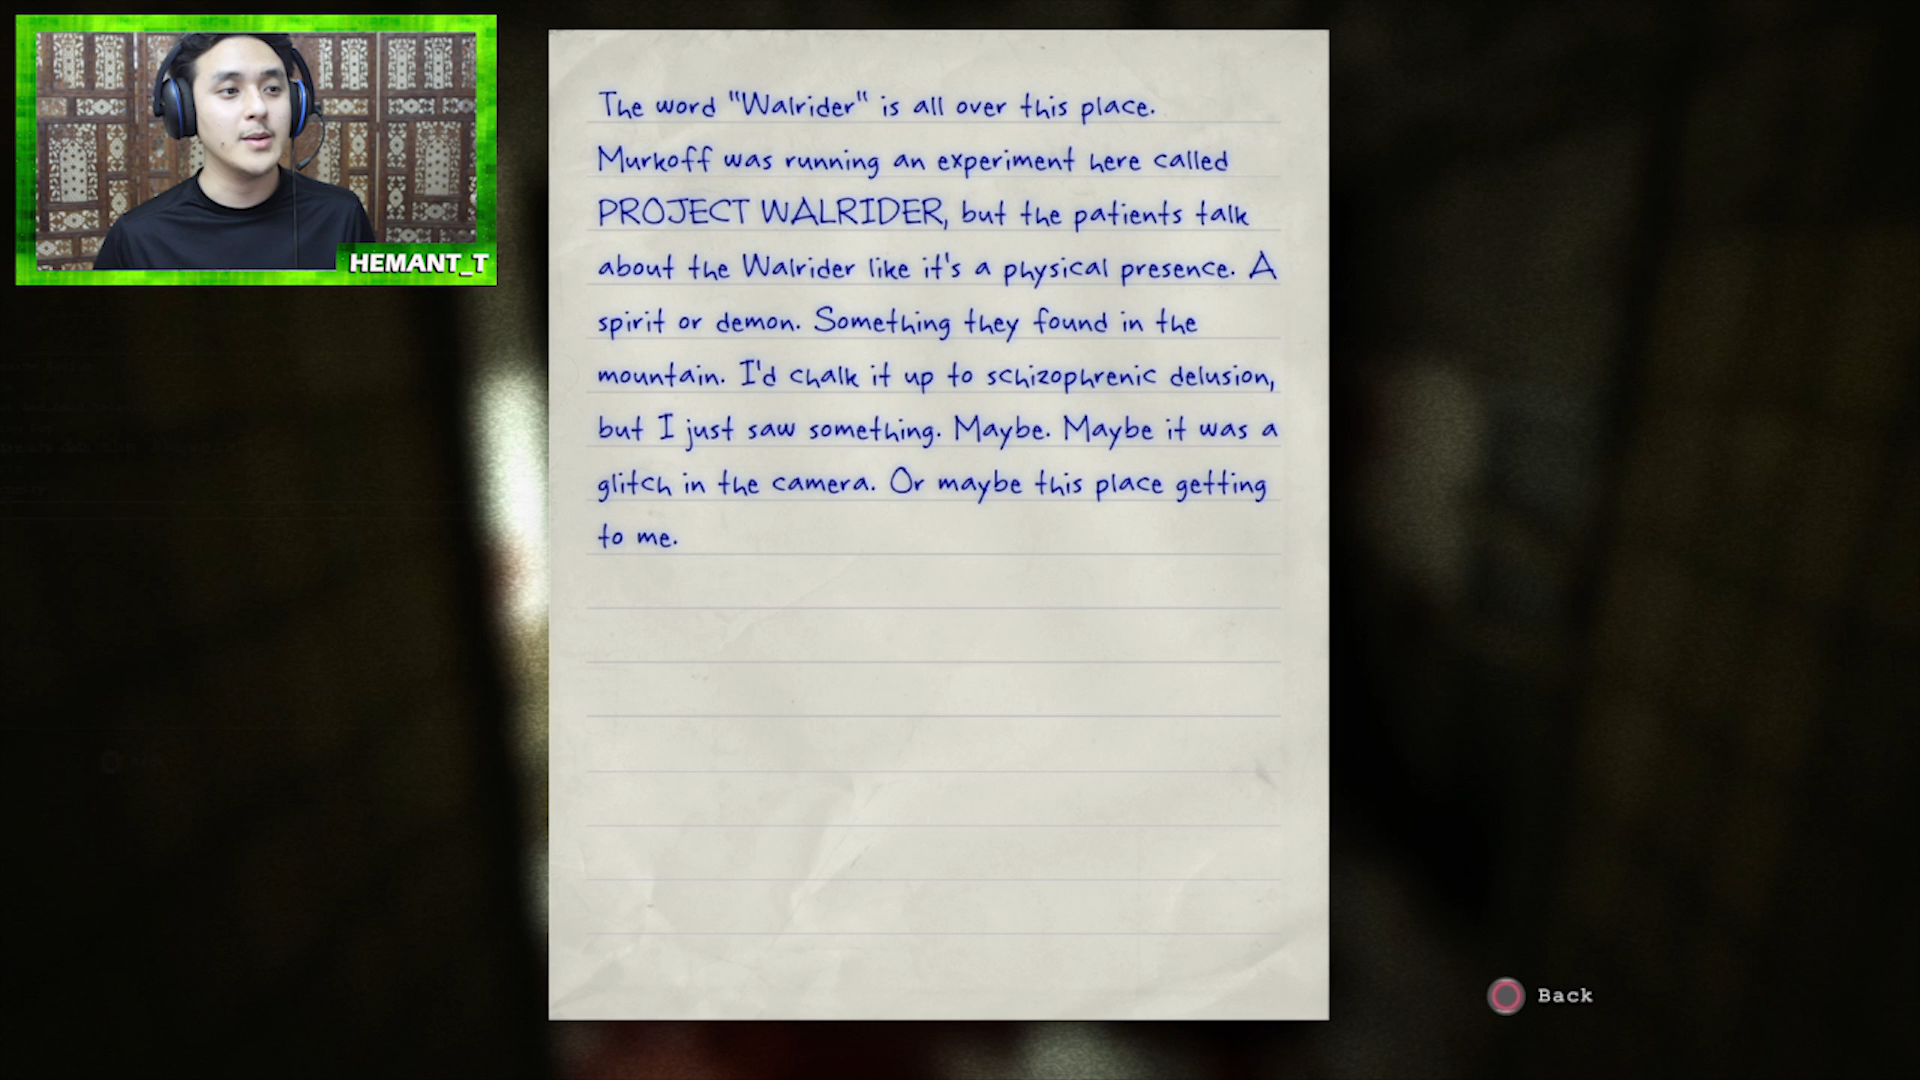 HEMANT_T
The word "Walrider" is all over this place.
Murkoff was running an experiment here called
PROJECT WALRIDER, but the patients talk
about the Walrider like it's a physical presence. A
spirit or demon. Something they found in the
mountain. I'd chalk it up to schizophrenic delusion,
but I just saw something. Maybe. Maybe it was a
glitch in the camera. Or maybe this place getting
to me.
Back